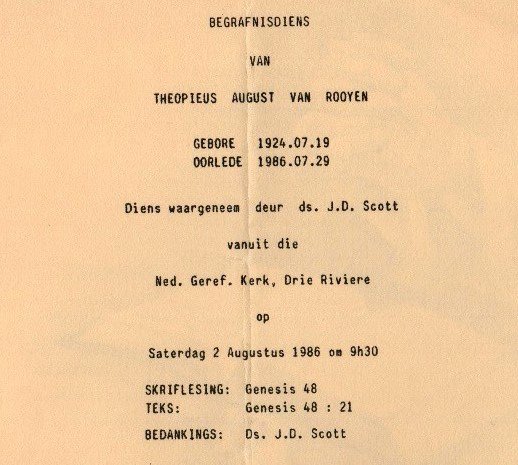 BEGRAFNISDIENS
VAN
THEOPIEUS AUGUST VAN ROOYEN
GEBORE 1924.07.19
OORLEDE 1986.07.29
Diens waargeneem deur ds. J.D. Scott
vanuit die
Ned. Geref. Kerk, Drie Riviere
op
Saterdag 2 Augustus 1986 om 9h30
SKRIFLESING: Genesis 48
TEKS: Genesis 48 : 21
BEDANKINGS: Ds. J.D. Scott